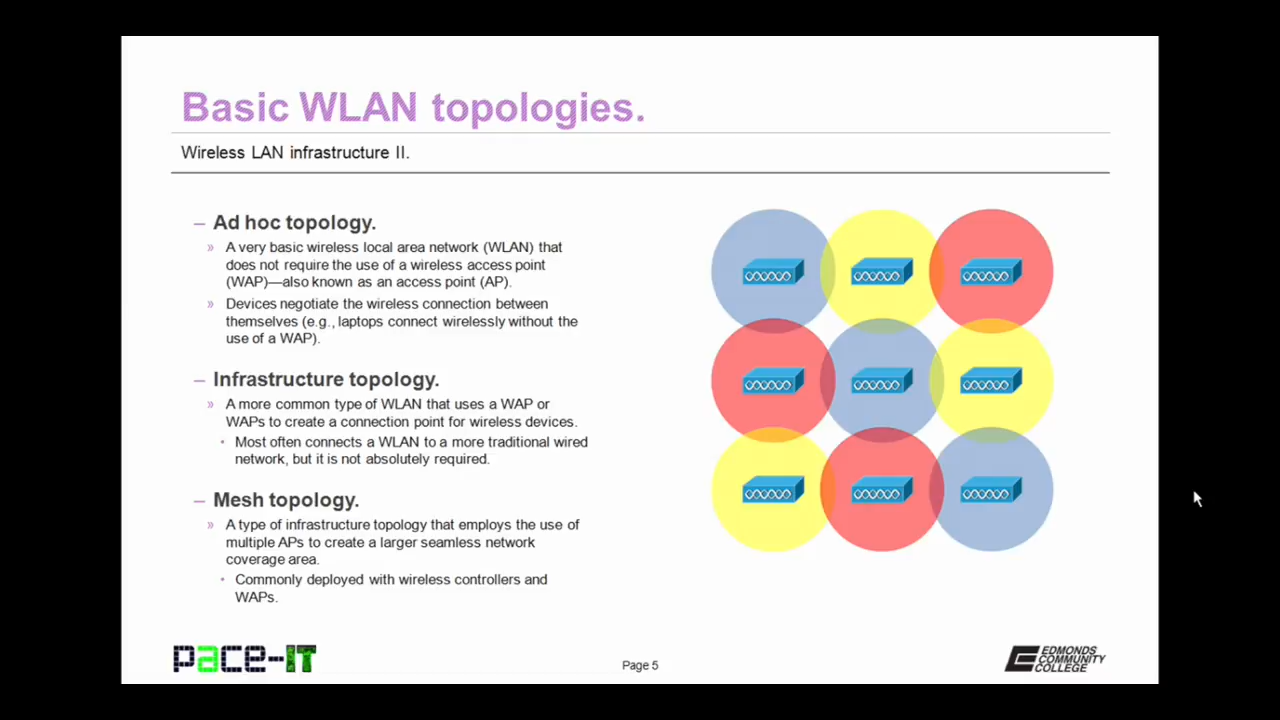 Basic WLAN topologies.
Wireless LAN infrastructure II.
– Ad hoc topology.
» A very basic wireless local area network (WLAN) that
does not require the use of a wireless access point
(WAP)—also known as an access point (AP).
» Devices negotiate the wireless connection between
themselves (e.g., laptops connect wirelessly without the
use of a WAP).
– Infrastructure topology.
» A more common type of WLAN that uses a WAP or
WAPs to create a connection point for wireless devices.
• Most often connects a WLAN to a more traditional wired
network, but it is not absolutely required.
– Mesh topology.
» A type of infrastructure topology that employs the use of
multiple APs to create a larger seamless network
coverage area.
• Commonly deployed with wireless controllers and
WAPs.
pace-IT
Page 5
EDMONDS
COMMUNITY
COLLEGE